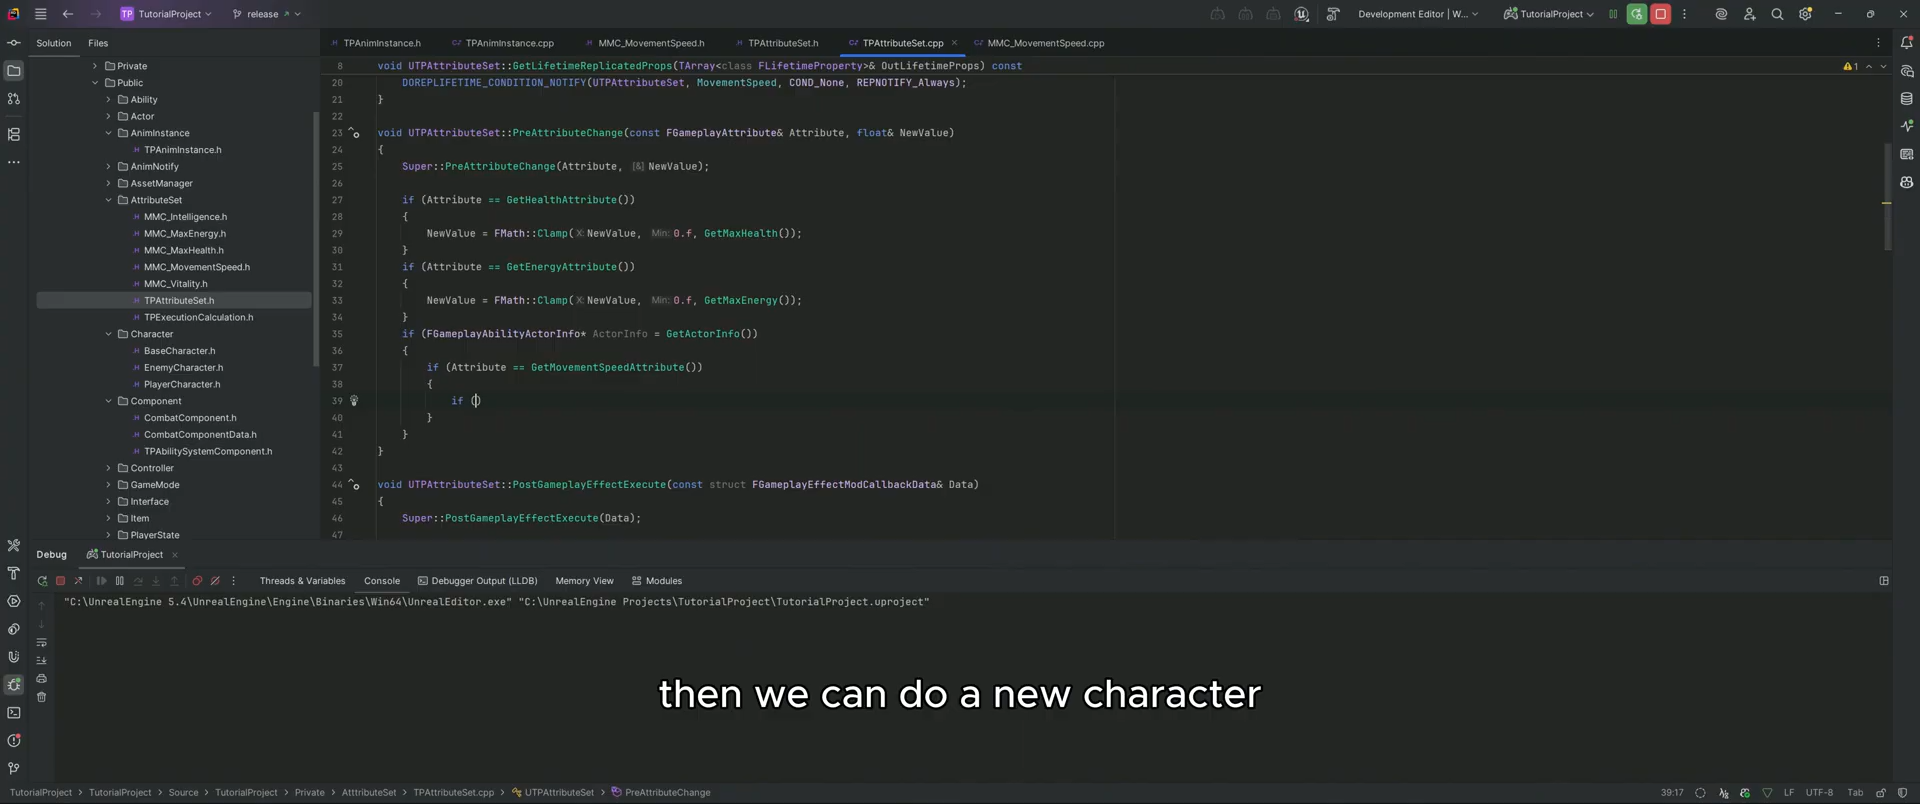 TP TutorialProject release Development Editor | W... TutorialProject
Solution Files TPAnimInstance.h TPAnimInstance.cpp MMC_MovementSpeed.h TPAttributeSet.h TPAttributeSet.cpp MMC_MovementSpeed.cpp
Private
Public
Ability
Actor
AnimInstance
TPAnimInstance.h
AnimNotify
AssetManager
AttributeSet
MMC_Intelligence.h
MMC_MaxEnergy.h
MMC_MaxHealth.h
MMC_MovementSpeed.h
MMC_Vitality.h
TPAttributeSet.h
TPExecutionCalculation.h
Character
BaseCharacter.h
EnemyCharacter.h
PlayerCharacter.h
Component
CombatComponent.h
CombatComponentData.h
TPAbilitySystemComponent.h
Controller
GameMode
Interface
Item
PlayerState
8 void UTPAttributeSet::GetLifetimeReplicatedProps(TArray<class FLifetimeProperty>& OutLifetimeProps) const 1
20 DOREPLIFETIME_CONDITION_NOTIFY(UTPAttributeSet, MovementSpeed, COND_None, REPNOTIFY_Always);
21 }
22
23 void UTPAttributeSet::PreAttributeChange(const FGameplayAttribute& Attribute, float& NewValue)
24 {
25 Super::PreAttributeChange(Attribute, [&] NewValue);
26
27 if (Attribute == GetHealthAttribute())
28 {
29 NewValue = FMath::Clamp( X: NewValue, Min: 0.f, GetMaxHealth());
30 }
31 if (Attribute == GetEnergyAttribute())
32 {
33 NewValue = FMath::Clamp( X: NewValue, Min: 0.f, GetMaxEnergy());
34 }
35 if (FGameplayAbilityActorInfo* ActorInfo = GetActorInfo())
36 {
37 if (Attribute == GetMovementSpeedAttribute())
38 {
39 if ()
40 }
41 }
42 }
43
44 void UTPAttributeSet::PostGameplayEffectExecute(const struct FGameplayEffectModCallbackData& Data)
45 {
46 Super::PostGameplayEffectExecute(Data);
47
Debug TutorialProject
Threads & Variables Console Debugger Output (LLDB) Memory View Modules
"C:\UnrealEngine 5.4\UnrealEngine\Engine\Binaries\Win64\UnrealEditor.exe" "C:\UnrealEngine Projects\TutorialProject\TutorialProject.uproject"
then we can do a new character
TutorialProject TutorialProject Source TutorialProject Private AtttributeSet TPAttributeSet.cpp UTPAttributeSet PreAttributeChange 39:17 LF UTF-8 Tab